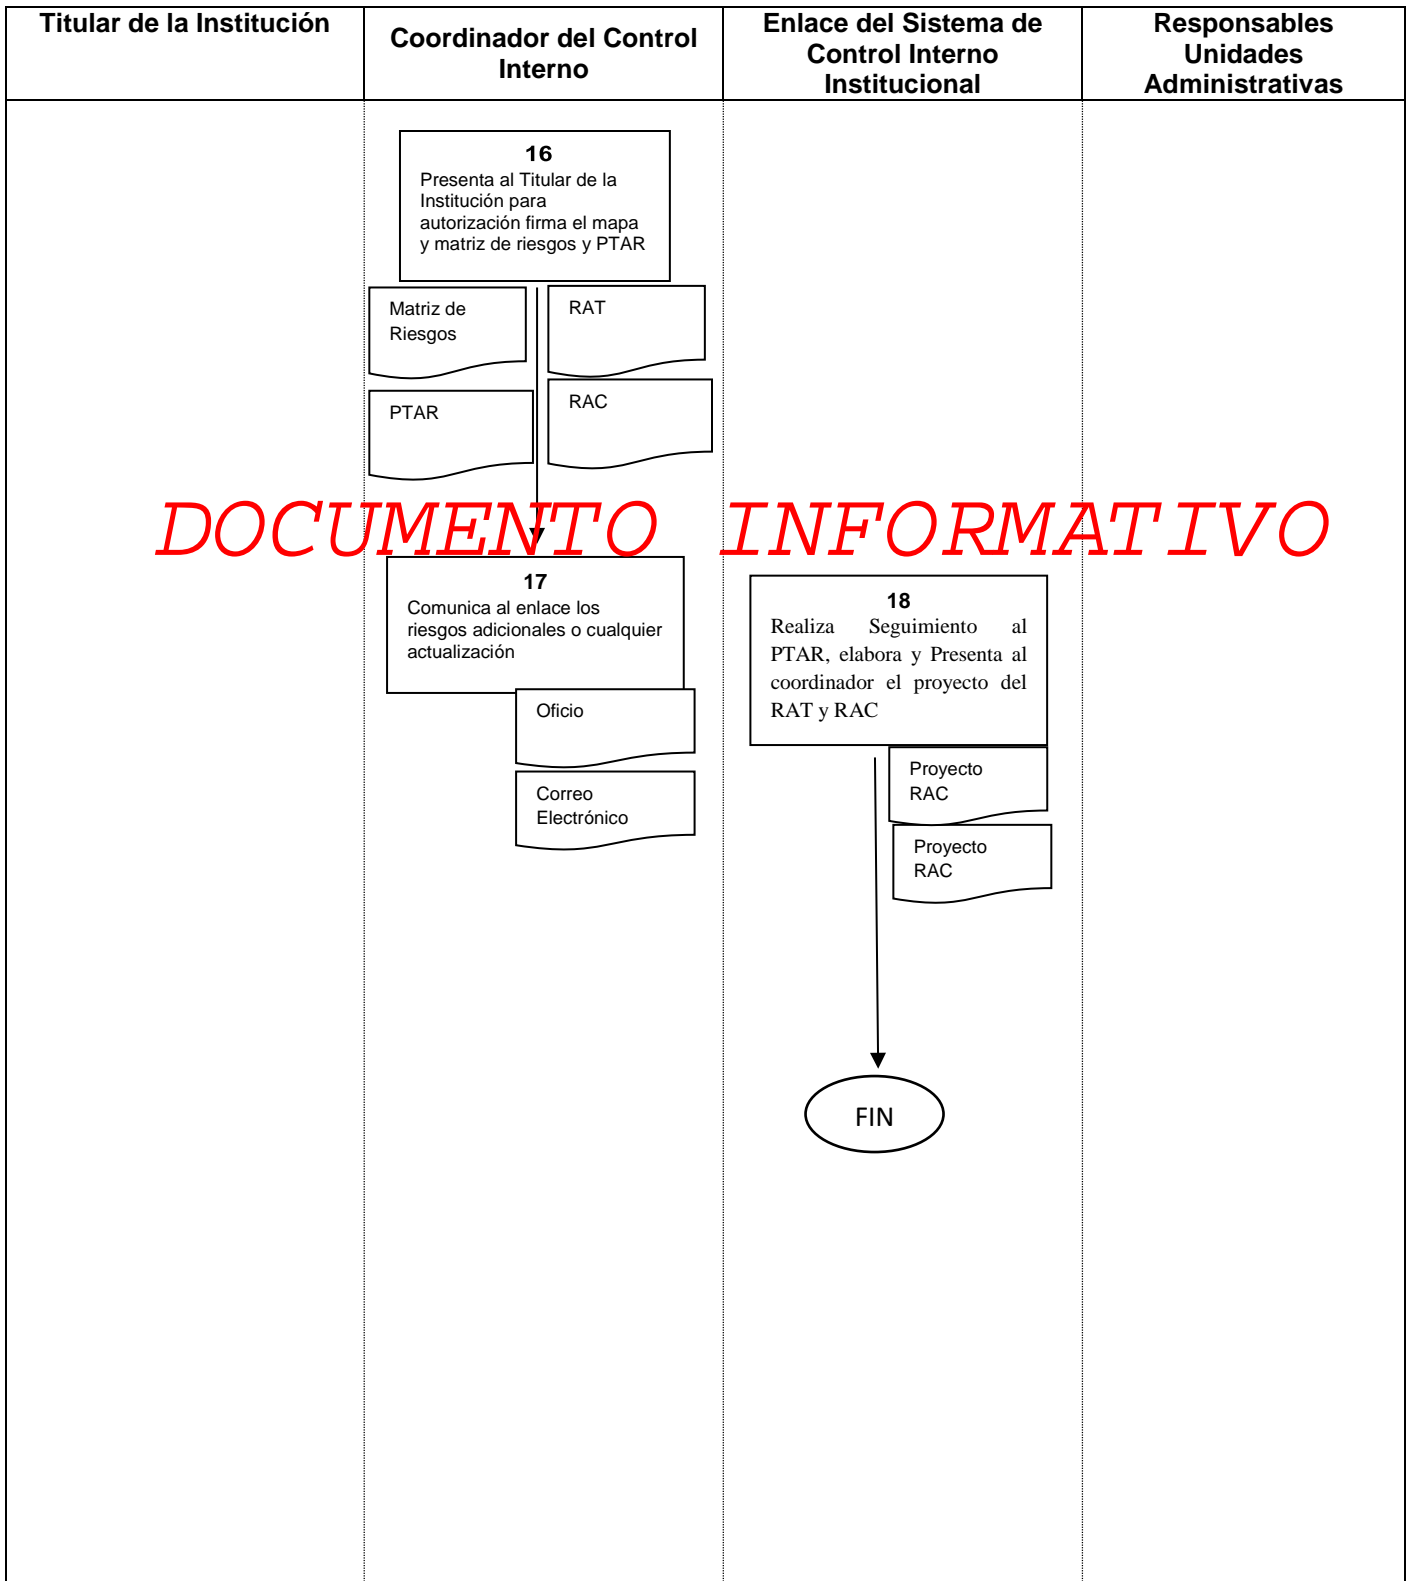 Titular de la Institución
Coordinador del Control
Interno
Enlace del Sistema de
Control Interno
Institucional
Responsables
Unidades
Administrativas
16
Presenta al Titular de la
Institución para
autorización firma el mapa
y matriz de riesgos y PTAR
Matriz de
Riesgos
RAT
PTAR
RAC
DOCUMENTO INFORMATIVO
17
Comunica al enlace los
riesgos adicionales o cualquier
actualización
Oficio
Correo
Electrónico
18
Realiza Seguimiento al
PTAR, elabora y Presenta al
coordinador el proyecto del
RAT y RAC
Proyecto
RAC
Proyecto
RAC
FIN